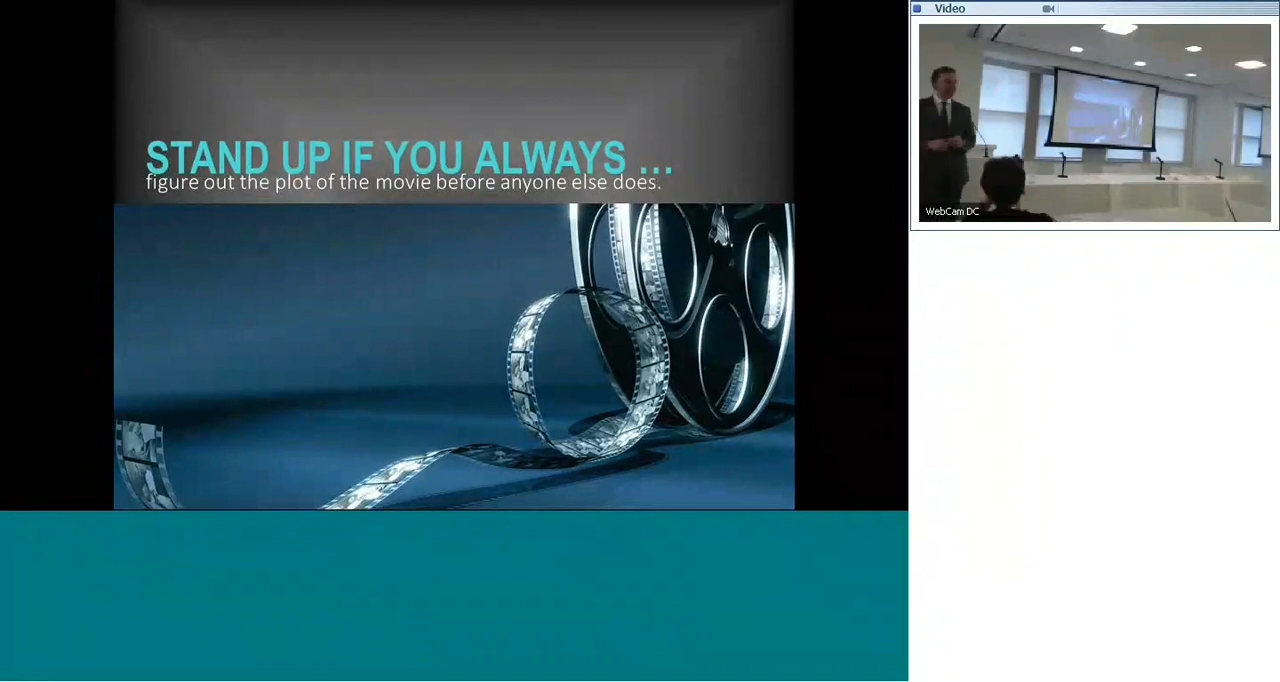 STAND UP IF YOU ALWAYS ...
figure out the plot of the movie before anyone else does.
Video
WebCam DC